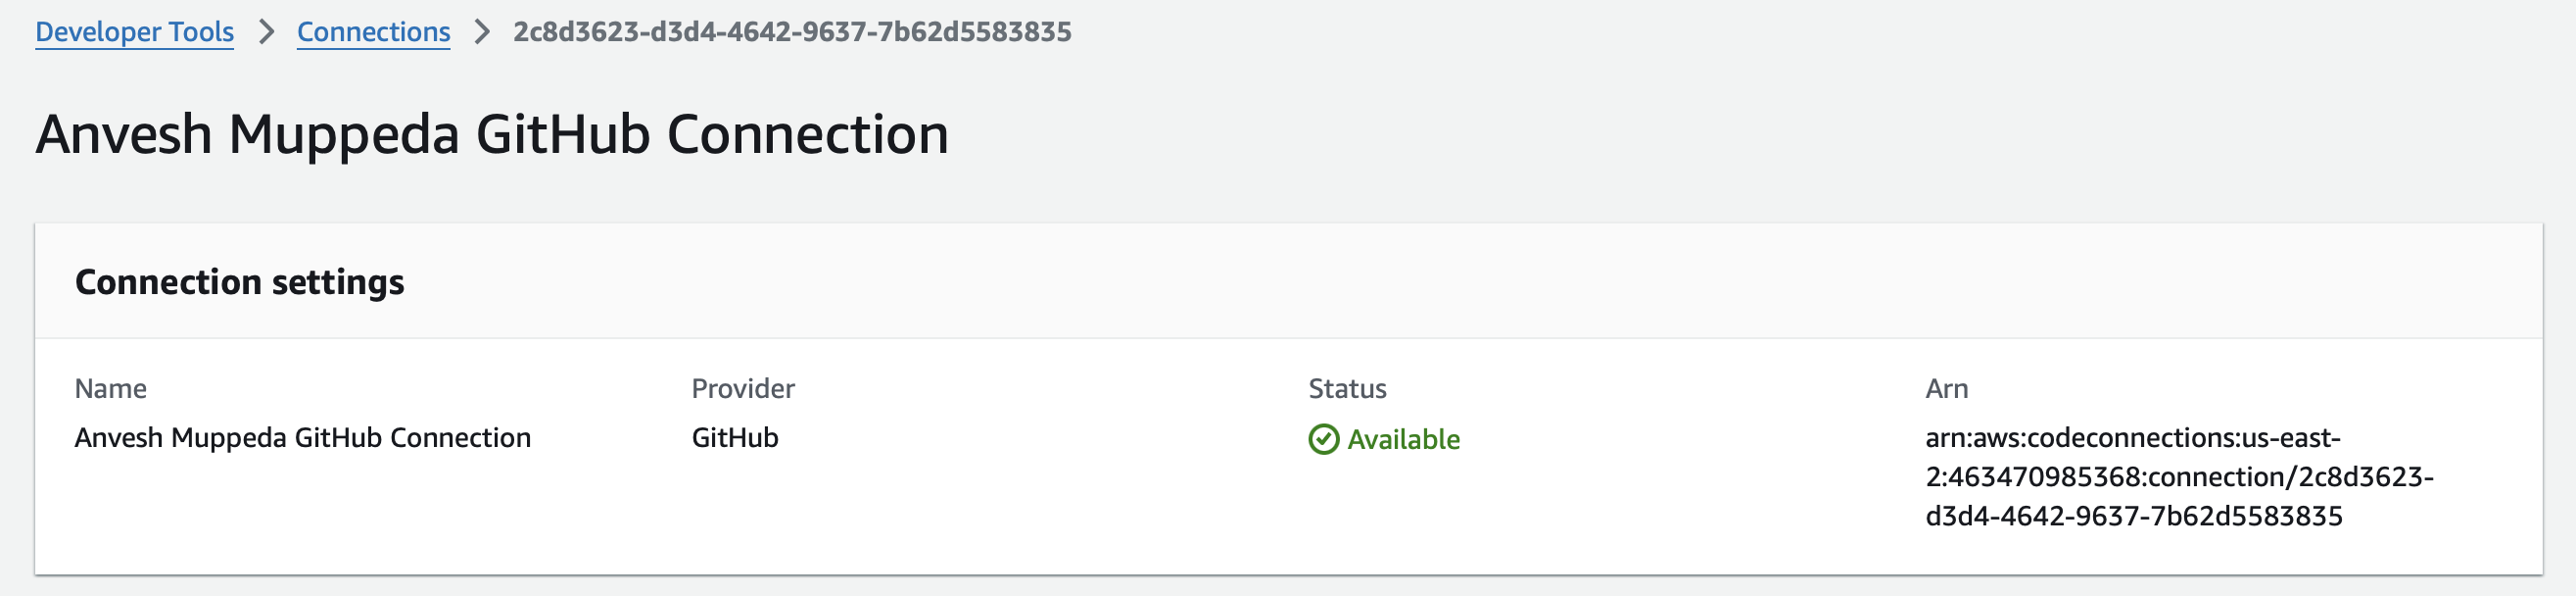 Developer Tools > Connections > 2c8d3623-d3d4-4642-9637-7b62d5583835
Anvesh Muppeda GitHub Connection
Connection settings
Name
Anvesh Muppeda GitHub Connection
Provider
GitHub
Status
Available
Arn
arn:aws:codeconnections:us-east-
2:463470985368:connection/2c8d3623-
d3d4-4642-9637-7b62d5583835